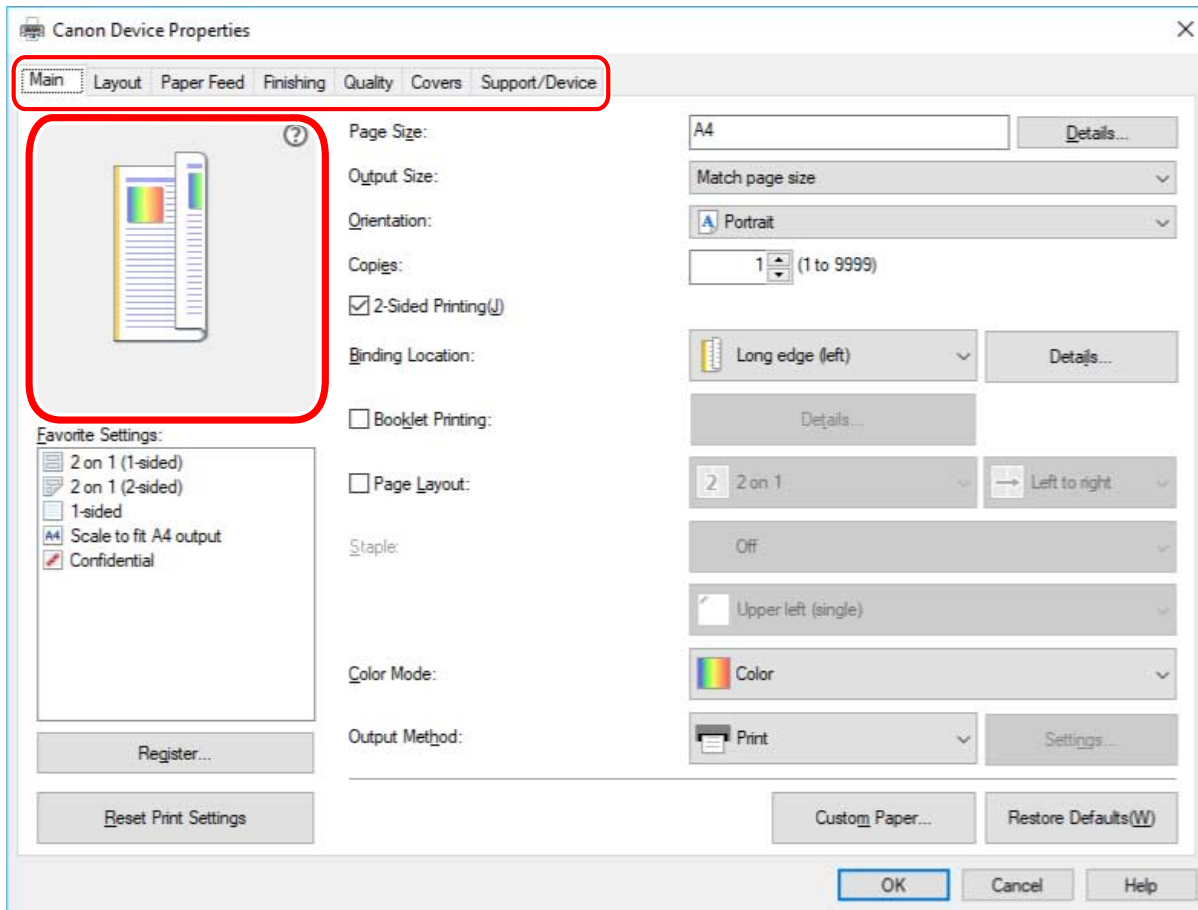 Canon Device Properties
Main Layout Paper Feed Finishing Quality Covers Support/Device
Page Size: A4 Details...
Output Size: Match page size
Orientation: A Portrait
Copies: 1 (1 to 9999)
2-Sided Printing(J)
Binding Location: Long edge (left) Details...
Booklet Printing: Details...
Page Layout: 2 2 on 1 Left to right
Staple: Off
Upper left (single)
Color Mode: Color
Output Method: Print Settings...
Favorite Settings:
2 on 1 (1-sided)
2 on 1 (2-sided)
1-sided
A4 Scale to fit A4 output
Confidential
Register...
Reset Print Settings
Custom Paper... Restore Defaults(W)
OK Cancel Help